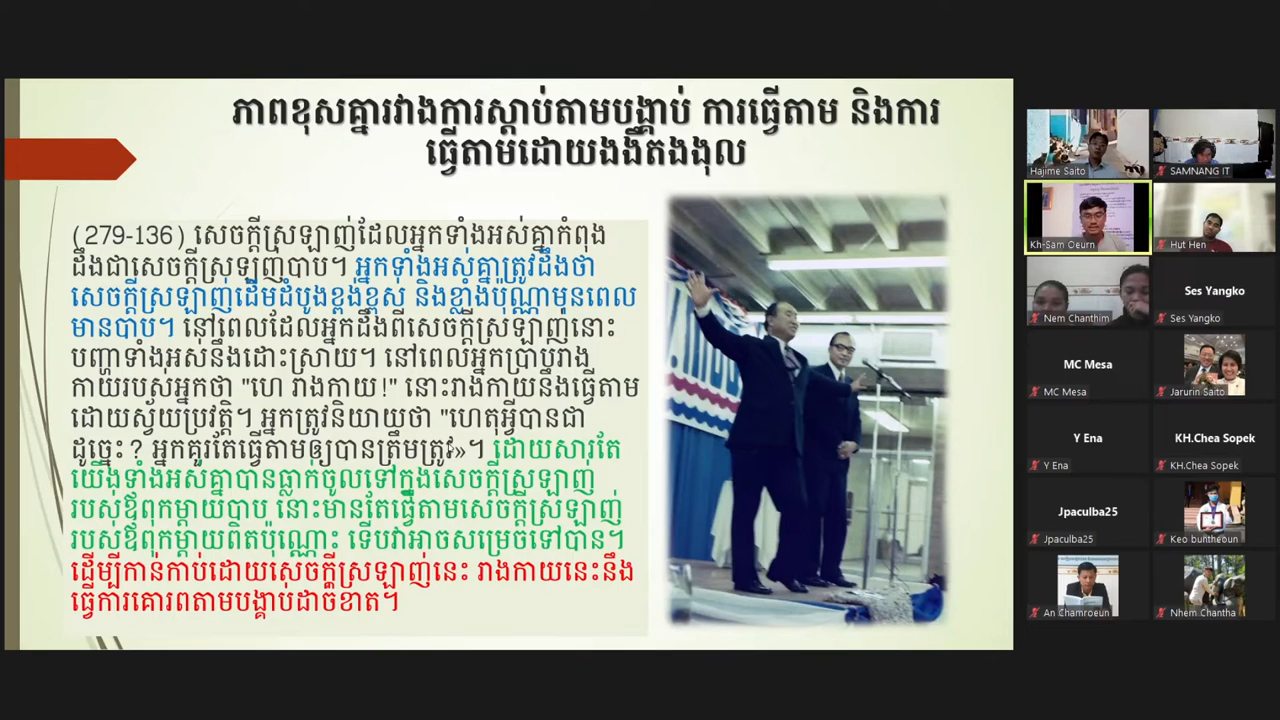 ភាពខុសគ្នារវាងការស្តាប់តាមបង្គាប់ ការធ្វើតាម និងការ
ធ្វើតាមដោយងងឹតងងុល
(279-136) សេចក្តីស្រឡាញ់ដែលអ្នកទាំងអស់គ្នាកំពុង
ដឹងជាសេចក្តីស្រឡញ់បាប។ អ្នកទាំងអស់គ្នាត្រូវដឹងថា
សេចក្តីស្រឡាញ់ដើមដំបូងខ្ពង់ខ្ពស់ និងខ្លាំងប៉ុណ្ណាមុនពេល
មានបាប។ នៅពេលដែលអ្នកដឹងពីសេចក្តីស្រឡាញ់នោះ
បញ្ហាទាំងអស់នឹងដោះស្រាយ។ នៅពេលអ្នកប្រាប់រាង
កាយរបស់អ្នកថា "ហេ រាងកាយ!" នោះរាងកាយនឹងធ្វើតាម
ដោយស្វ័យប្រវត្តិ។ អ្នកត្រូវនិយាយថា "ហេតុអ្វីបានជា
ដូច្នេះ? អ្នកគួរតែធ្វើតាមឲ្យបានត្រឹមត្រូវ»។ ដោយសារតែ
យើងទាំងអស់គ្នាបានធ្លាក់ចូលទៅក្នុងសេចក្តីស្រឡាញ់
របស់ឪពុកម្តាយបាប នោះមានតែធ្វើតាមសេចក្តីស្រឡាញ់
របស់ឪពុកម្តាយពិតប៉ុណ្ណោះ ទើបវាអាចសម្រេចទៅបាន។
ដើម្បីកាន់កាប់ដោយសេចក្តីស្រឡាញ់នេះ រាងកាយនេះនឹង
ធ្វើការគោរពតាមបង្គាប់ដាច់ខាត។
Hajime Saito
SAMNANG IT
Kh-Sam Oeurn
Hut Hen
Nem Chanthim
Ses Yangko
Ses Yangko
MC Mesa
MC Mesa
Jarurin Saito
Y Ena
Y Ena
KH.Chea Sopek
KH.Chea Sopek
Jpaculba25
Jpaculba25
Keo buntheoun
An Chamroeun
Nhem Chantha